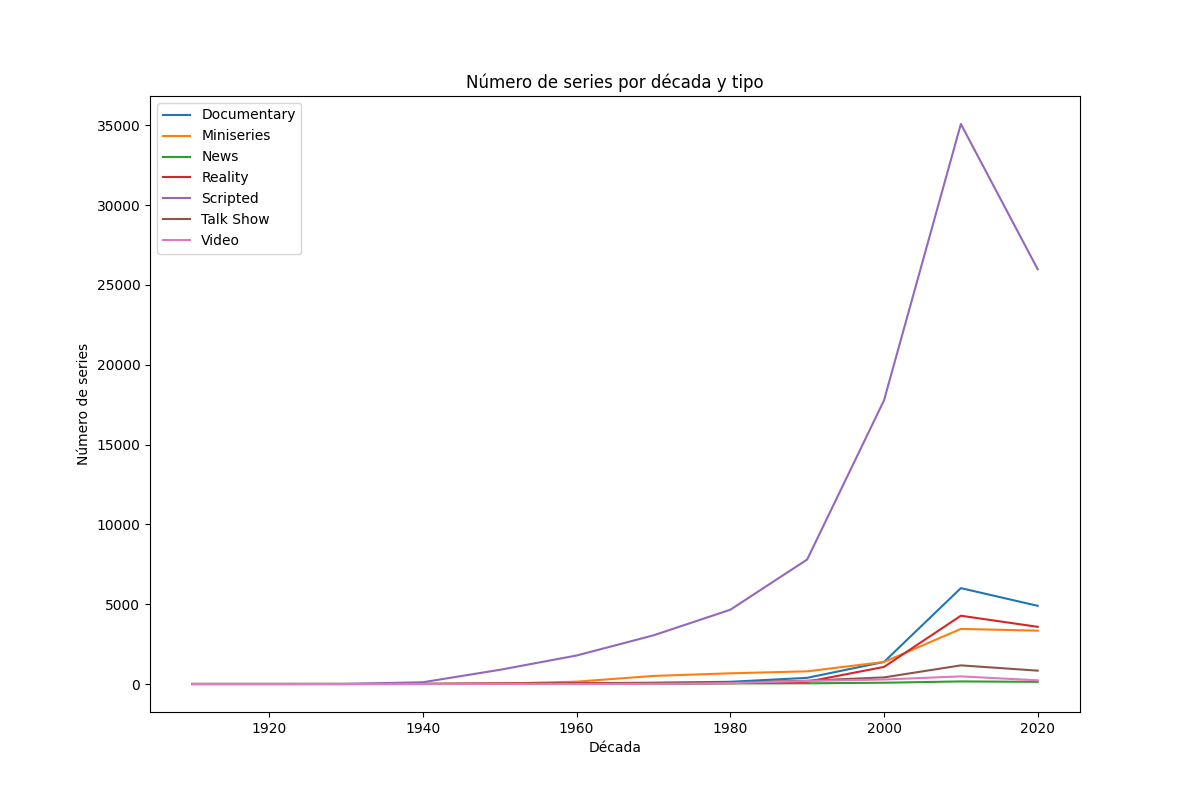 Número de series por década y tipo
Documentary
Miniseries
News
Reality
Scripted
Talk Show
Video
35000
30000
25000
20000
15000
10000
5000
0
Número de series
1920
1940
1960
1980
2000
2020
Década